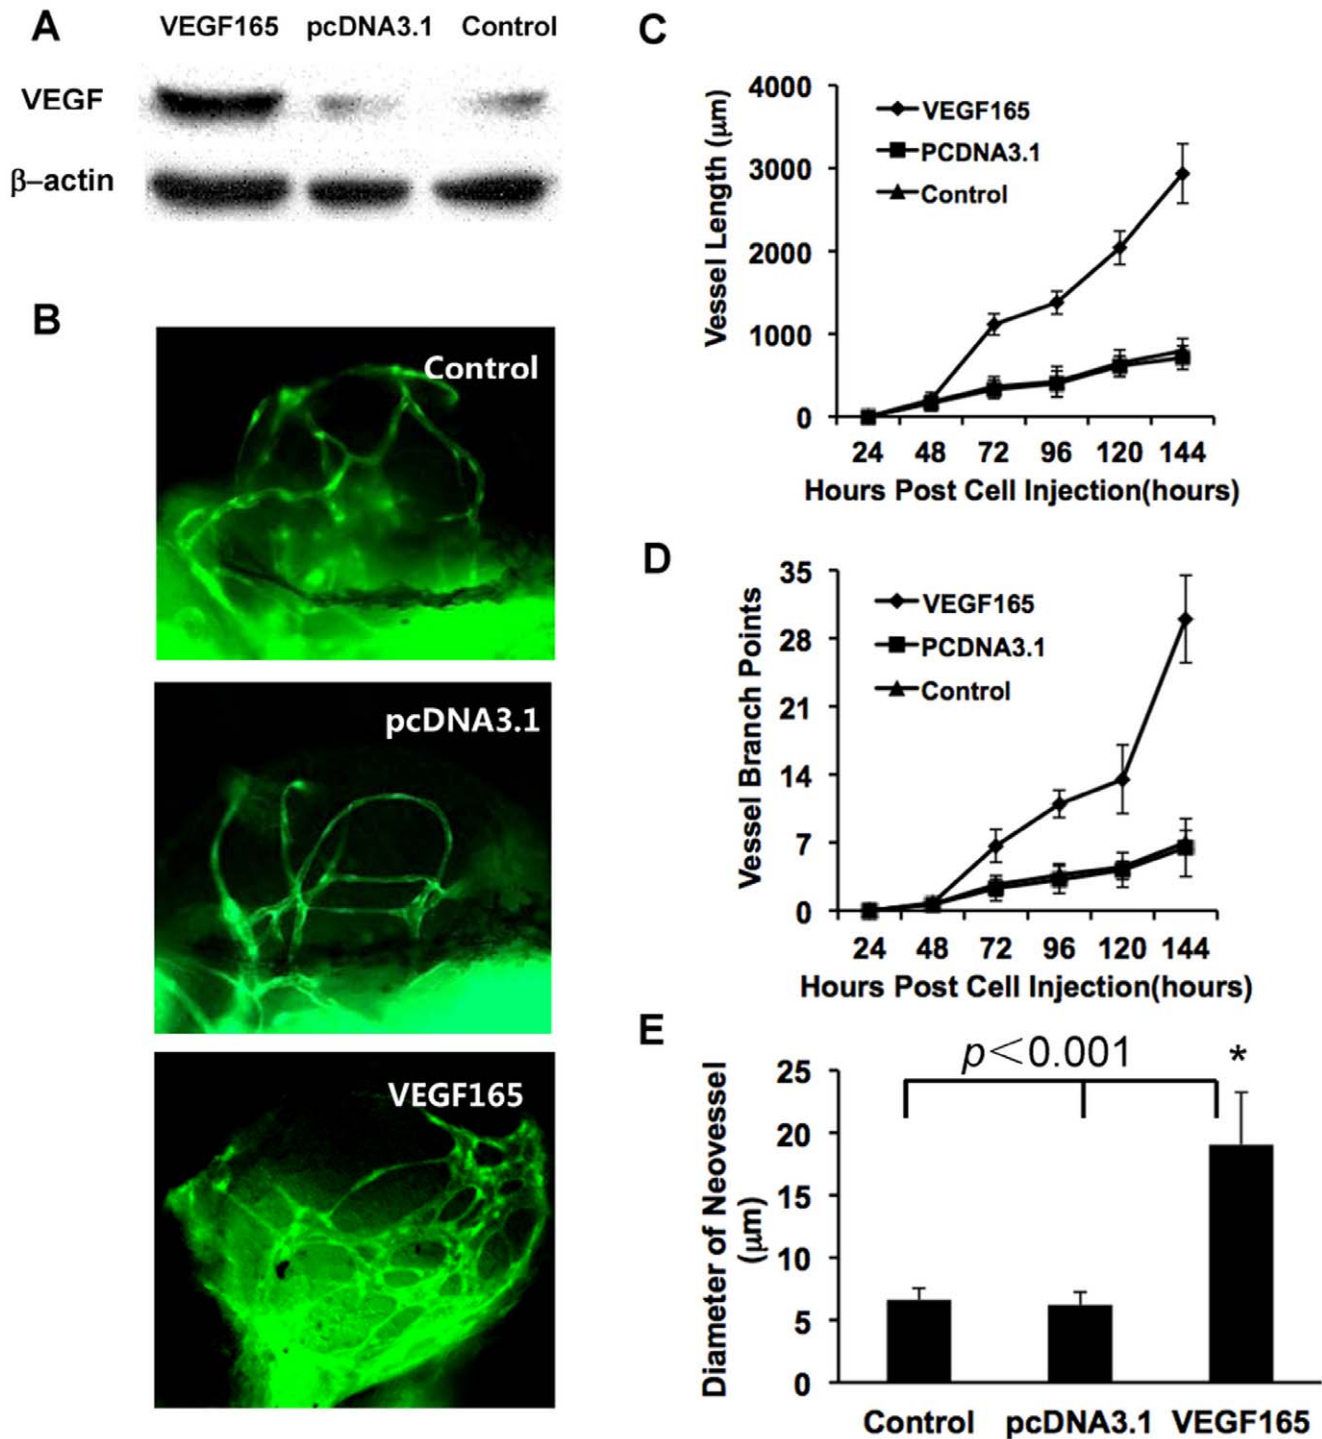 A
VEGF165 pcDNA3.1 Control
VEGF
β–actin
B
Control
pcDNA3.1
VEGF165
C
4000
3000
2000
1000
0
Vessel Length (μm)
VEGF165
PCDNA3.1
Control
24 48 72 96 120 144
Hours Post Cell Injection(hours)
D
35
28
21
14
7
0
Vessel Branch Points
VEGF165
PCDNA3.1
Control
24 48 72 96 120 144
Hours Post Cell Injection(hours)
E
p<0.001 *
25
20
15
10
5
0
Diameter of Neovessel
(μm)
Control pcDNA3.1 VEGF165